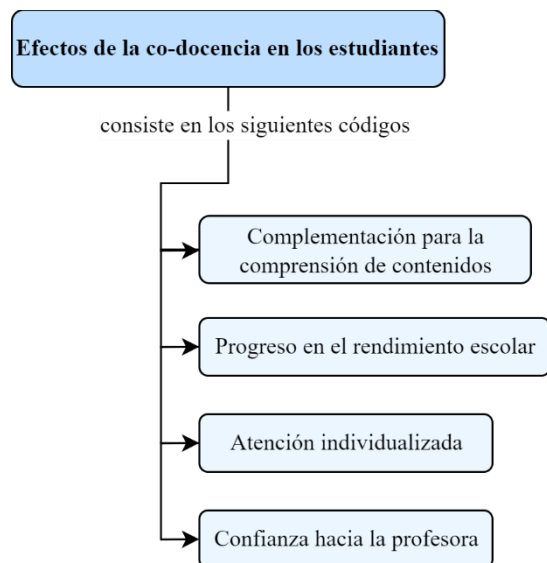 Efectos de la co-docencia en los estudiantes
consiste en los siguientes códigos
Complementación para la
comprensión de contenidos
Progreso en el rendimiento escolar
Atención individualizada
Confianza hacia la profesora